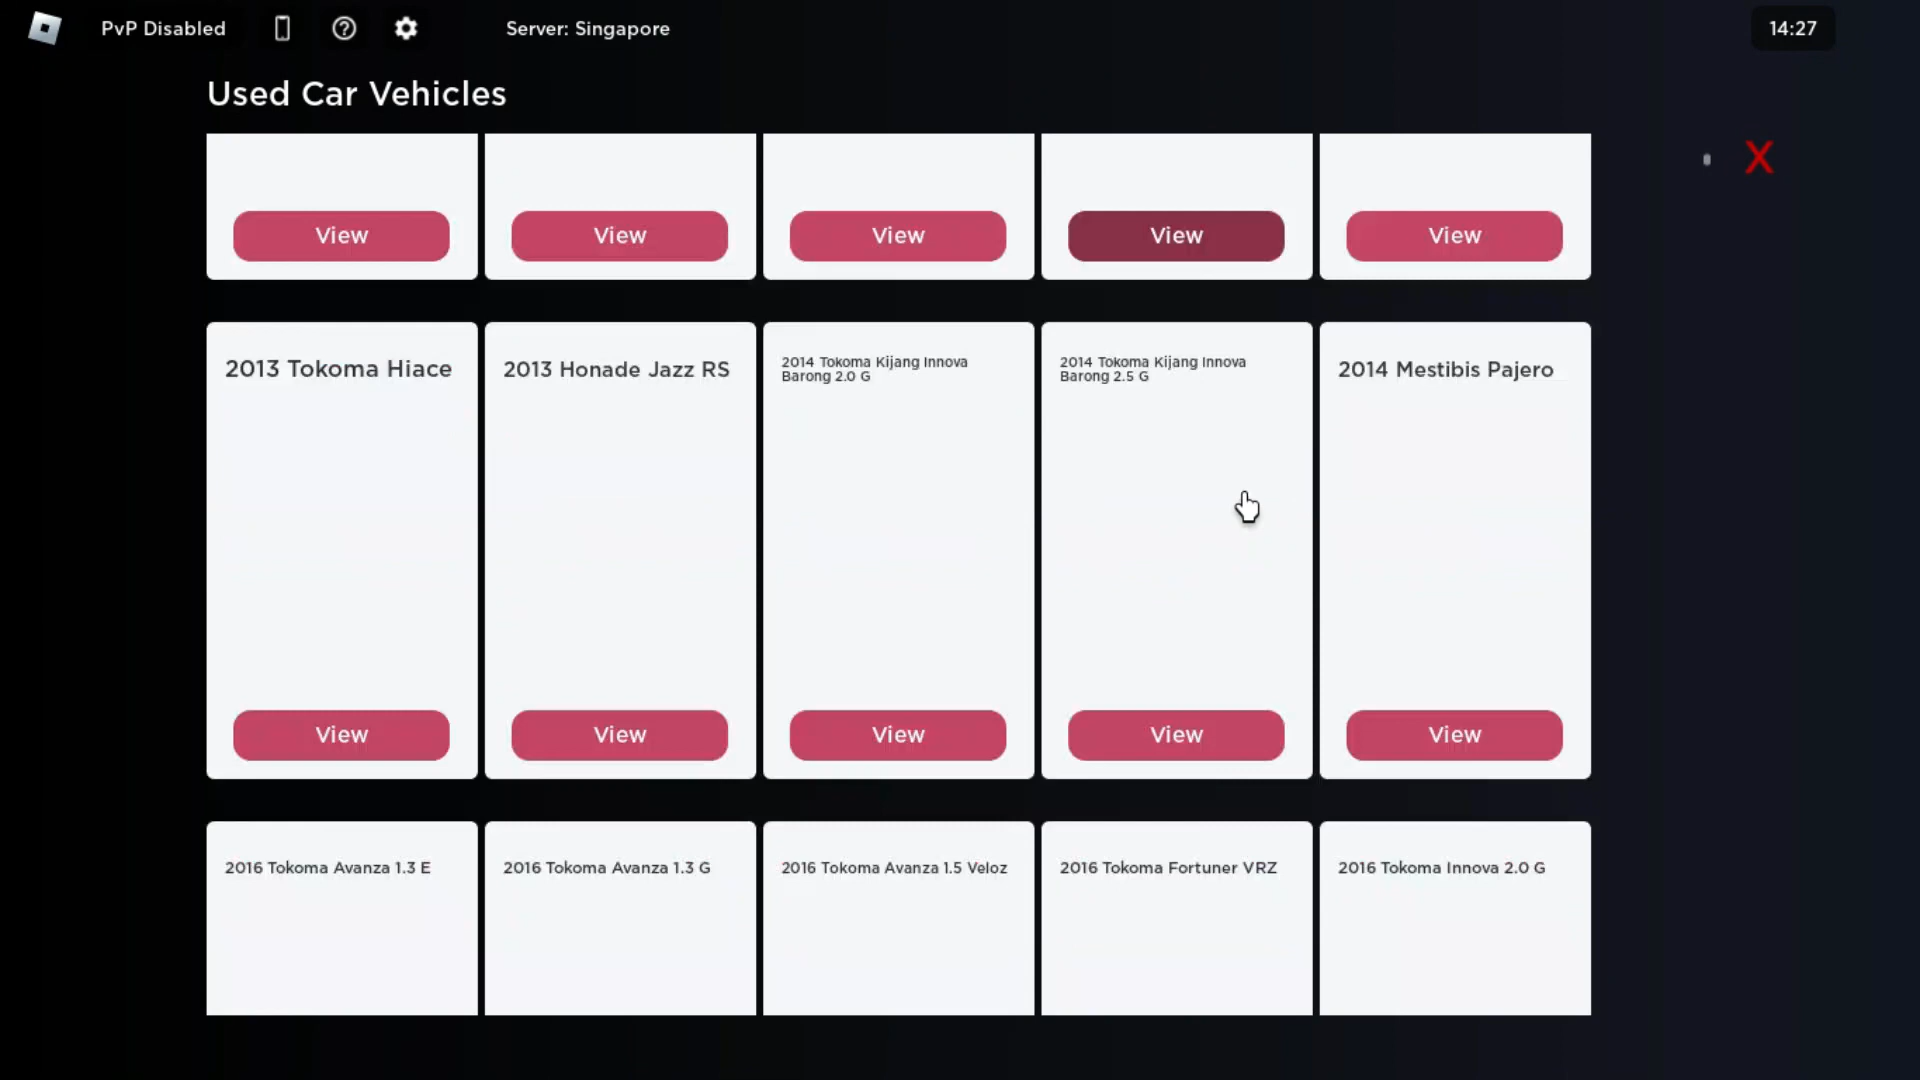 PvP Disabled
Server: Singapore
14:27
Used Car Vehicles
X
View
View
View
View
View
2013 Tokoma Hiace
2013 Honade Jazz RS
2014 Tokoma Kijang Innova
Barong 2.0 G
2014 Tokoma Kijang Innova
Barong 2.5 G
2014 Mestibis Pajero
View
View
View
View
View
2016 Tokoma Avanza 1.3 E
2016 Tokoma Avanza 1.3 G
2016 Tokoma Avanza 1.5 Veloz
2016 Tokoma Fortuner VRZ
2016 Tokoma Innova 2.0 G